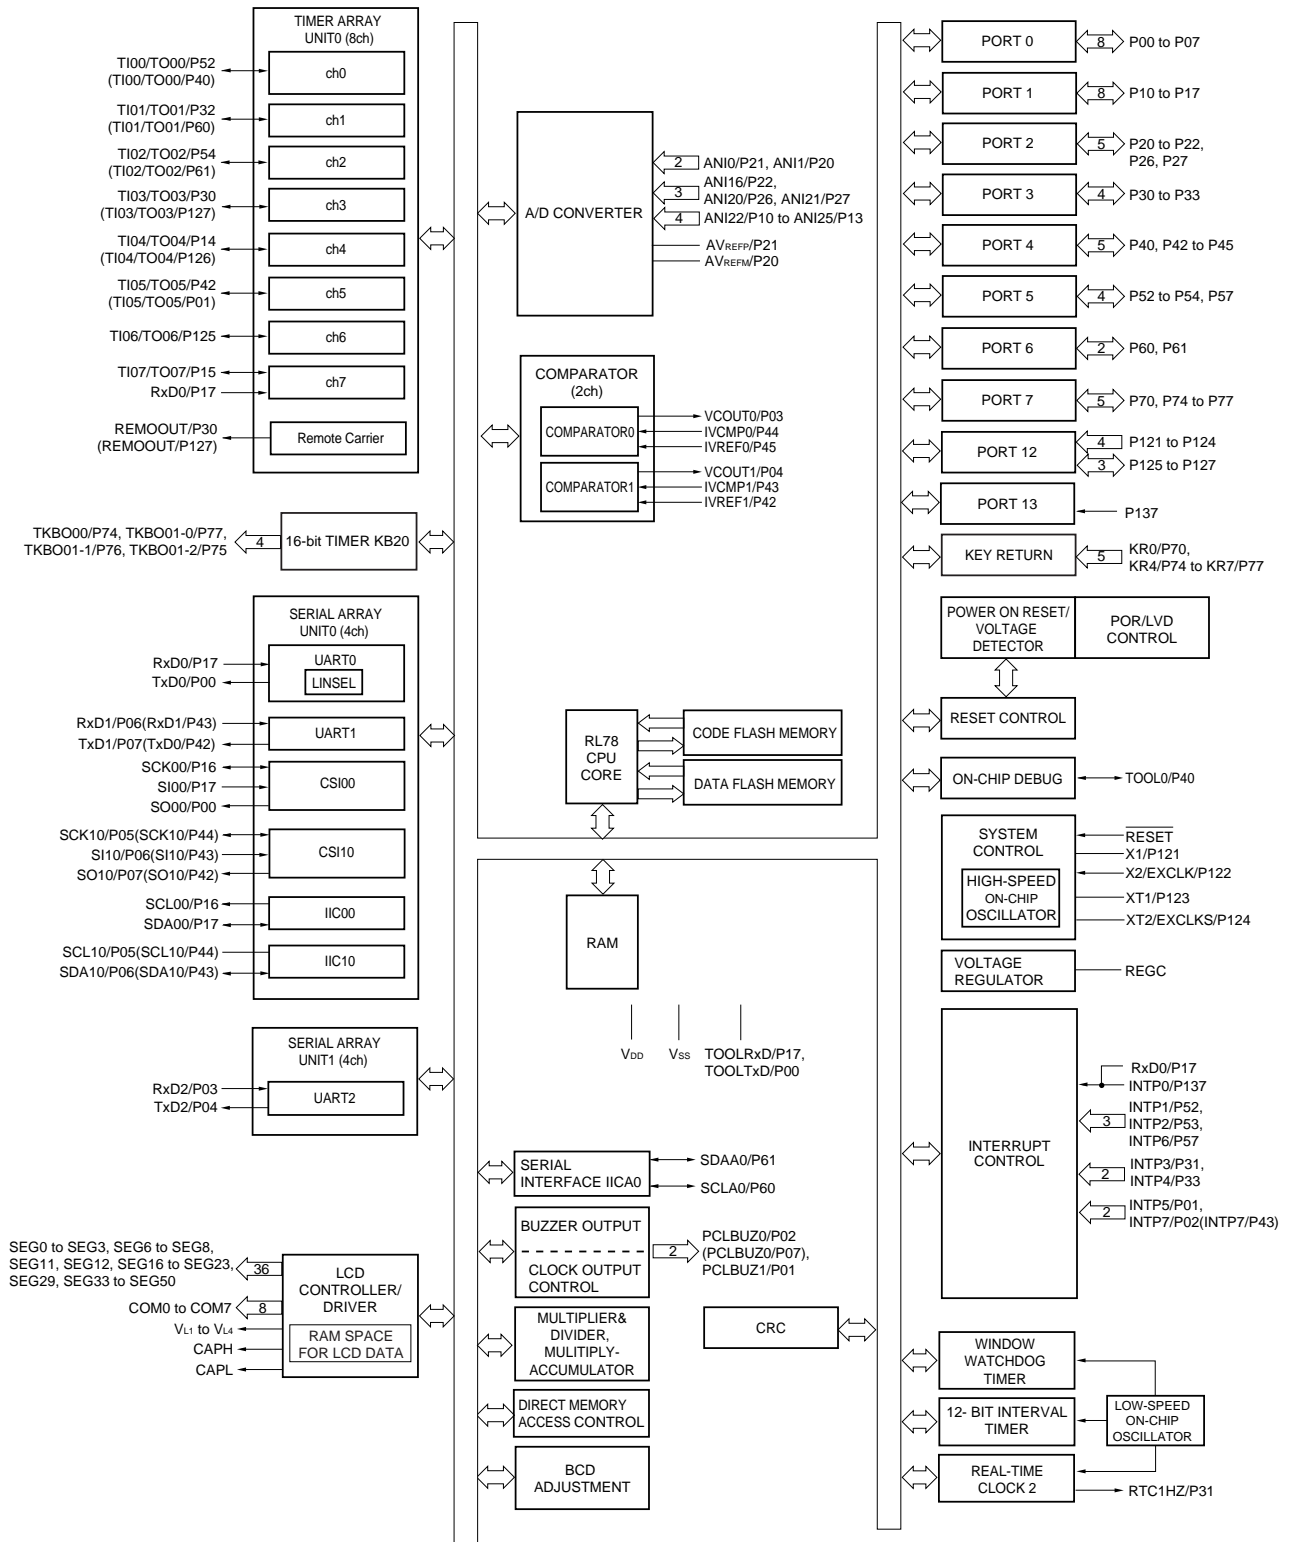 TIMER ARRAY
UNIT0 (8ch)
TI00/TO00/P52
(TI00/TO00/P40)
ch0
TI01/TO01/P32
(TI01/TO01/P60)
ch1
TI02/TO02/P54
(TI02/TO02/P61)
ch2
TI03/TO03/P30
(TI03/TO03/P127)
ch3
TI04/TO04/P14
(TI04/TO04/P126)
ch4
TI05/TO05/P42
(TI05/TO05/P01)
ch5
TI06/TO06/P125
ch6
TI07/TO07/P15
RxD0/P17
ch7
REMOOUT/P30
(REMOOUT/P127)
Remote Carrier
TKBO00/P74, TKBO01-0/P77,
TKBO01-1/P76, TKBO01-2/P75
4
16-bit TIMER KB20
SERIAL ARRAY
UNIT0 (4ch)
RxD0/P17
TxD0/P00
UART0
LINSEL
RxD1/P06(RxD1/P43)
TxD1/P07(TxD0/P42)
UART1
SCK00/P16
SI00/P17
SO00/P00
CSI00
SCK10/P05(SCK10/P44)
SI10/P06(SI10/P43)
SO10/P07(SO10/P42)
CSI10
SCL00/P16
SDA00/P17
IIC00
SCL10/P05(SCL10/P44)
SDA10/P06(SDA10/P43)
IIC10
SERIAL ARRAY
UNIT1 (4ch)
RxD2/P03
TxD2/P04
UART2
SEG0 to SEG3, SEG6 to SEG8,
SEG11, SEG12, SEG16 to SEG23,
SEG29, SEG33 to SEG50
36
COM0 to COM7
8
VL1 to VL4
CAPH
CAPL
LCD
CONTROLLER/
DRIVER
RAM SPACE
FOR LCD DATA
A/D CONVERTER
2
ANI0/P21, ANI1/P20
3
ANI16/P22,
ANI20/P26, ANI21/P27
4
ANI22/P10 to ANI25/P13
AVREFP/P21
AVREFM/P20
COMPARATOR
(2ch)
COMPARATOR0
VCOUT0/P03
IVCMP0/P44
IVREF0/P45
COMPARATOR1
VCOUT1/P04
IVCMP1/P43
IVREF1/P42
RL78
CPU
CORE
CODE FLASH MEMORY
DATA FLASH MEMORY
RAM
VDD
VSS
TOOLRxD/P17,
TOOLTxD/P00
SERIAL
INTERFACE IICA0
SDAA0/P61
SCLA0/P60
BUZZER OUTPUT
CLOCK OUTPUT
CONTROL
2
PCLBUZ0/P02
(PCLBUZ0/P07),
PCLBUZ1/P01
MULTIPLIER&
DIVIDER,
MULITIPLY-
ACCUMULATOR
DIRECT MEMORY
ACCESS CONTROL
BCD
ADJUSTMENT
CRC
PORT 0
8
P00 to P07
PORT 1
8
P10 to P17
PORT 2
5
P20 to P22,
P26, P27
PORT 3
4
P30 to P33
PORT 4
5
P40, P42 to P45
PORT 5
4
P52 to P54, P57
PORT 6
2
P60, P61
PORT 7
5
P70, P74 to P77
PORT 12
4
P121 to P124
3
P125 to P127
PORT 13
P137
KEY RETURN
5
KR0/P70,
KR4/P74 to KR7/P77
POWER ON RESET/
VOLTAGE
DETECTOR
POR/LVD
CONTROL
RESET CONTROL
ON-CHIP DEBUG
TOOL0/P40
SYSTEM
CONTROL
HIGH-SPEED
ON-CHIP
OSCILLATOR
RESET
X1/P121
X2/EXCLK/P122
XT1/P123
XT2/EXCLKS/P124
VOLTAGE
REGULATOR
REGC
INTERRUPT
CONTROL
RxD0/P17
INTP0/P137
3
INTP1/P52,
INTP2/P53,
INTP6/P57
2
INTP3/P31,
INTP4/P33
2
INTP5/P01,
INTP7/P02(INTP7/P43)
WINDOW
WATCHDOG
TIMER
12- BIT INTERVAL
TIMER
LOW-SPEED
ON-CHIP
OSCILLATOR
REAL-TIME
CLOCK 2
RTC1HZ/P31